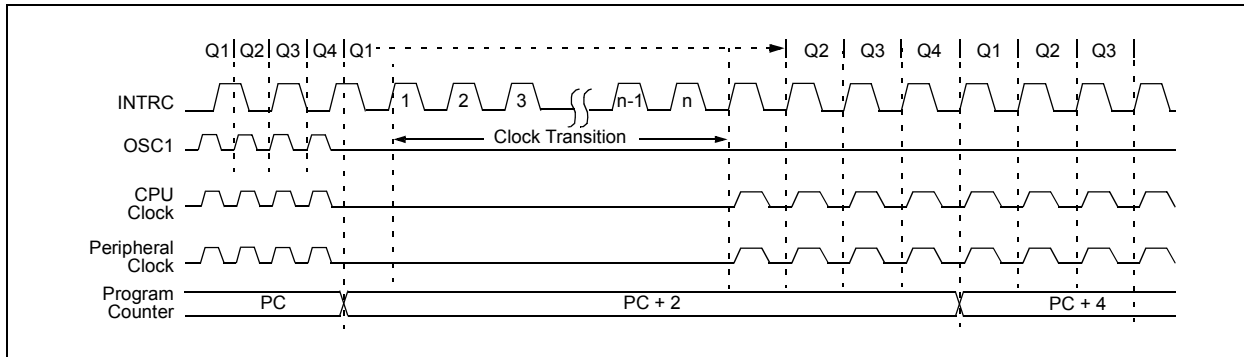 Q1 Q2 Q3 Q4 Q1 Q2 Q3 Q4 Q1 Q2 Q3
INTRC 1 2 3 n-1 n
Clock Transition
OSC1
CPU
Clock
Peripheral
Clock
Program
Counter
PC PC + 2 PC + 4